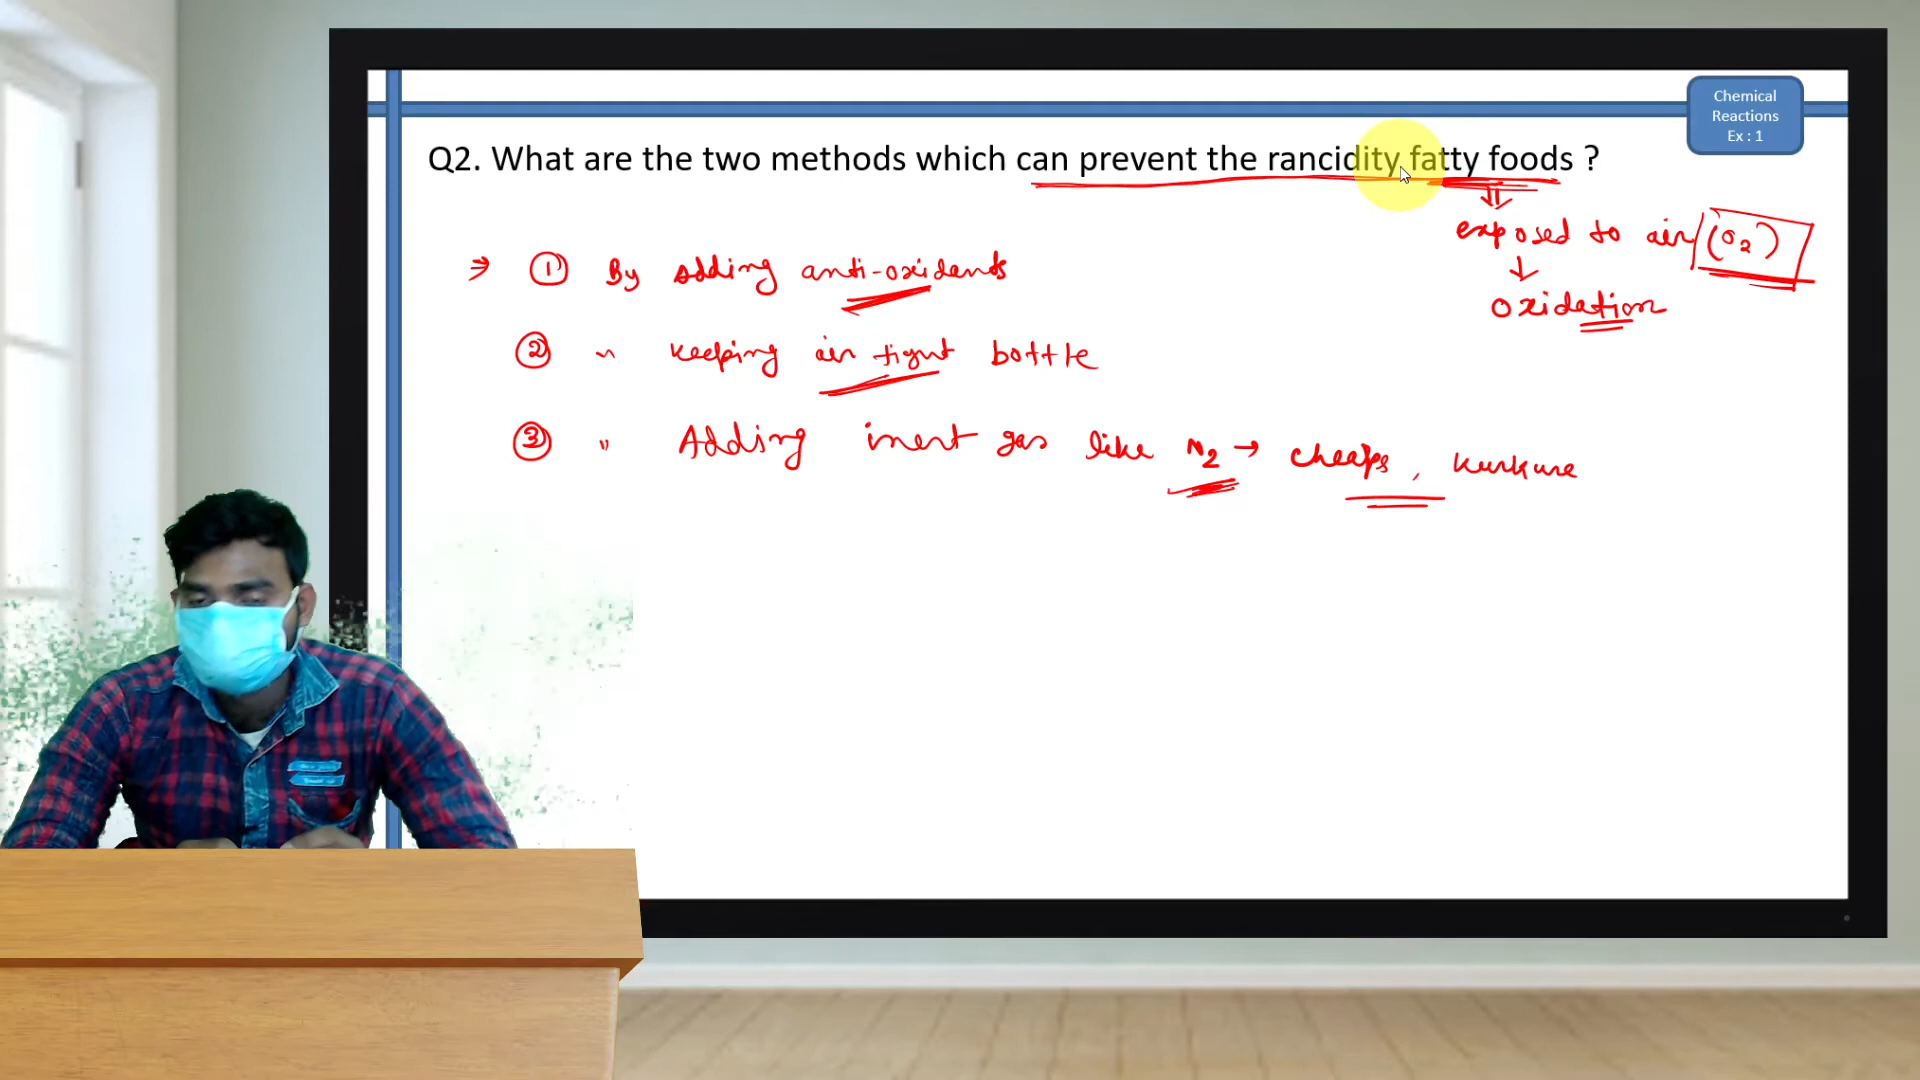 Chemical
Reactions
Ex : 1
Q2. What are the two methods which can prevent the rancidity fatty foods ?
exposed to air (O2)
Oxidation
⇒ ① By adding anti-oxidants
② " keeping air tight bottle
③ " Adding inert gas like N2 → cheaps, kurkure